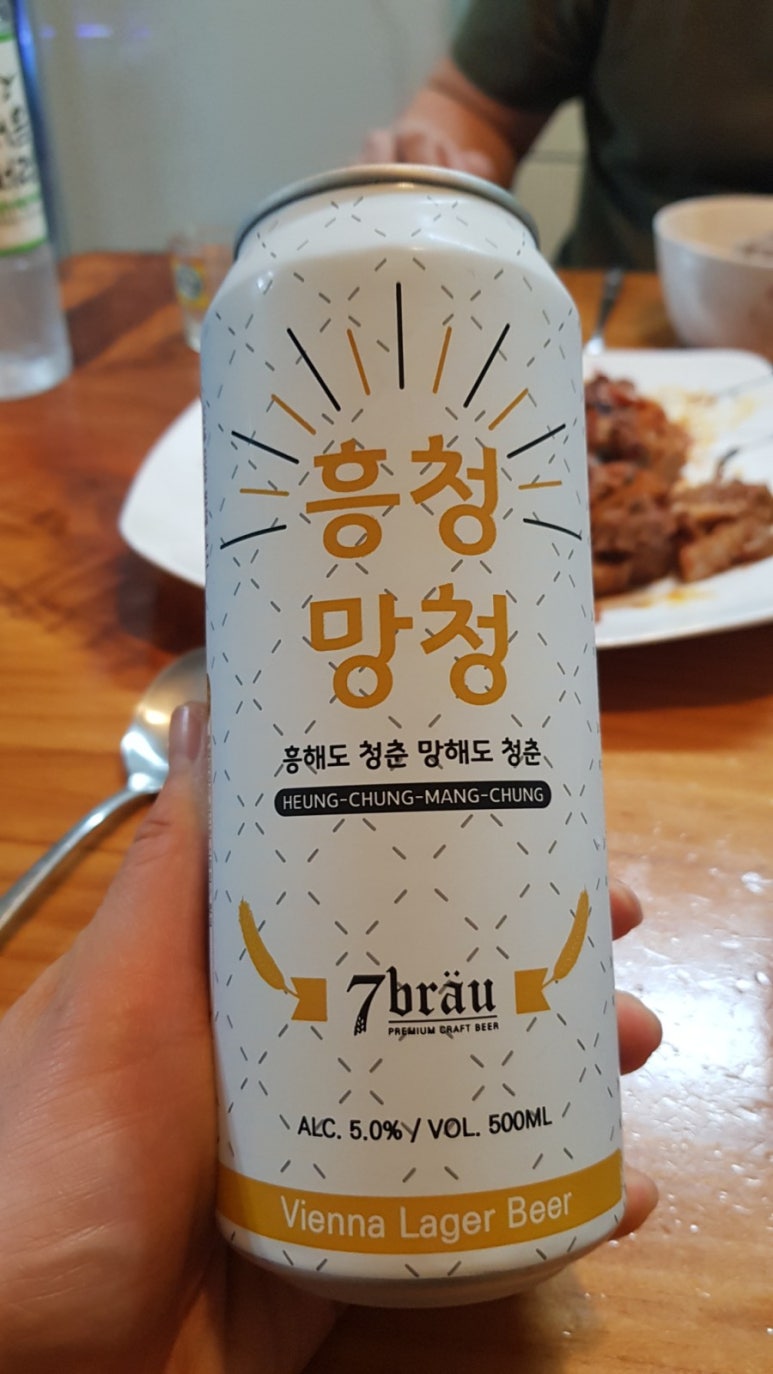 흥청
망청
흥해도 청춘 망해도 청춘
HEUNG-CHUNG-MANG-CHUNG
7bräu
PREMIUM CRAFT BEER
ALC. 5.0% / VOL. 500ML
Vienna Lager Beer